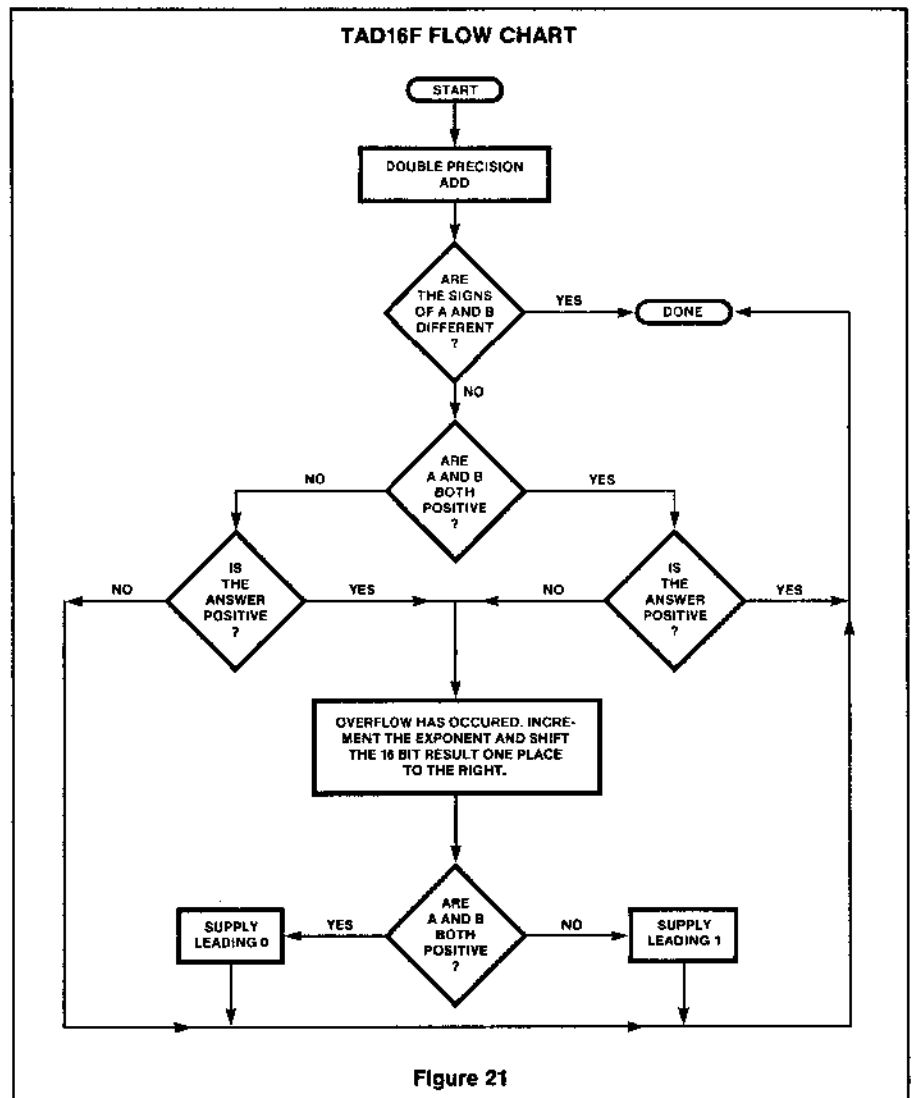 TAD16F FLOW CHART
START
DOUBLE PRECISION
ADD
ARE
THE SIGNS
OF A AND B
DIFFERENT
?
YES
DONE
NO
ARE
A AND B
BOTH
POSITIVE
?
NO
YES
IS
THE
ANSWER
POSITIVE
?
NO
YES
IS
THE
ANSWER
POSITIVE
?
NO
YES
OVERFLOW HAS OCCURED. INCRE-
MENT THE EXPONENT AND SHIFT
THE 16 BIT RESULT ONE PLACE
TO THE RIGHT.
ARE
A AND B
BOTH
POSITIVE
?
YES
NO
SUPPLY
LEADING 0
SUPPLY
LEADING 1
Figure 21